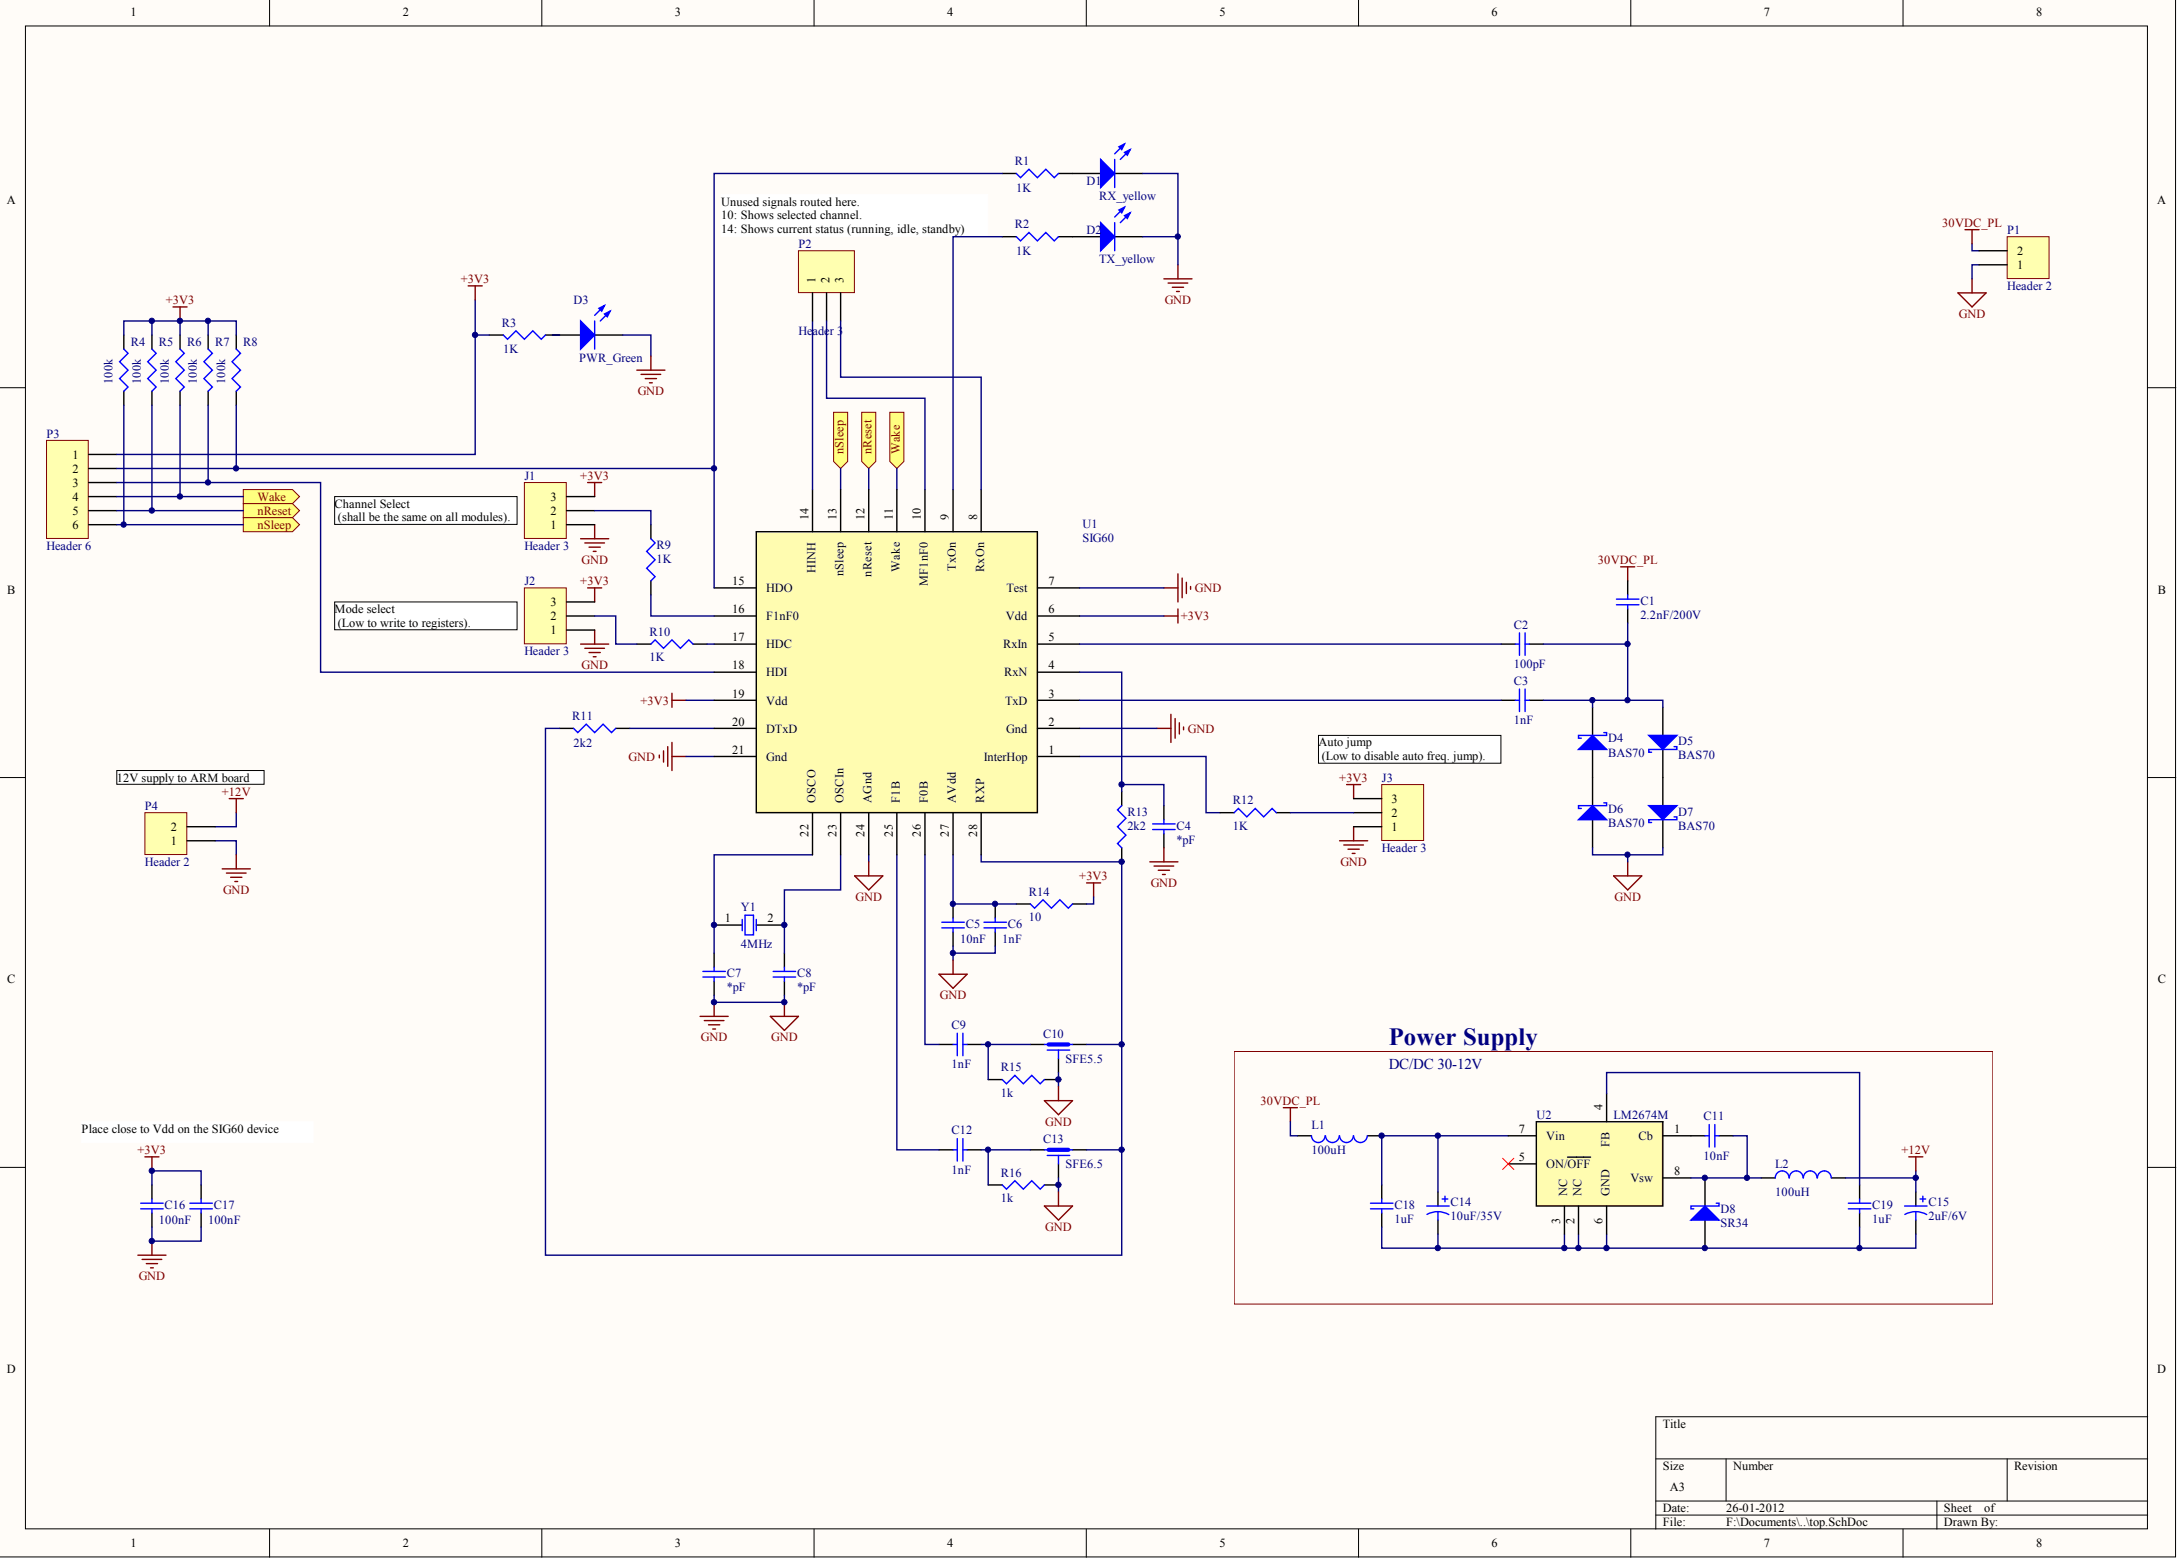 1 2 3 4 5 6 7 8
A
A
B
B
C
C
D
D
1 2 3 4 5 6 7 8
R1
1K
D1
RX_yellow
R2
1K
D2
TX_yellow
GND
Unused signals routed here.
10: Shows selected channel.
14: Shows current status (running, idle, standby)
P2
1 2 3
Header 3
30VDC_PL
P1
2
1
Header 2
GND
+3V3
R4 R5 R6 R7 R8
100k 100k 100k 100k 100k
+3V3
R3
1K
D3
PWR_Green
GND
P3
1
2
3
4
5
6
Header 6
Wake
nReset
nSleep
Channel Select
(shall be the same on all modules).
J1
3
2
1
Header 3
+3V3
GND
R9
1K
Mode select
(Low to write to registers).
J2
3
2
1
Header 3
+3V3
GND
R10
1K
nSleep
nReset
Wake
U1
SIG60
14 13 12 11 10 9 8
HINH nSleep nReset Wake MF1nF0 TxOn RxOn
15 HDO
16 F1nF0
17 HDC
18 HDI
19 Vdd
20 DTxD
21 Gnd
Test 7
Vdd 6
RxIn 5
RxN 4
TxD 3
Gnd 2
InterHop 1
OSCO OSCIn AGnd F1B F0B AVdd RXP
22 23 24 25 26 27 28
+3V3
R11
2k2
GND
GND
+3V3
GND
30VDC_PL
C1
2.2nF/200V
C2
100pF
C3
1nF
D4
BAS70
D5
BAS70
D6
BAS70
D7
BAS70
GND
Auto jump
(Low to disable auto freq. jump).
+3V3
J3
3
2
1
Header 3
GND
R12
1K
R13
2k2
C4
*pF
GND
12V supply to ARM board
+12V
P4
2
1
Header 2
GND
GND
Y1
1 2
4MHz
C7
*pF
C8
*pF
GND
GND
+3V3
R14
10
C5
10nF
C6
1nF
GND
C9
1nF
C10
SFE5.5
R15
1k
GND
C12
1nF
C13
SFE6.5
R16
1k
GND
Place close to Vdd on the SIG60 device
+3V3
C16
100nF
C17
100nF
GND
Power Supply
DC/DC 30-12V
30VDC_PL
L1
100uH
C18
1uF
+ C14
10uF/35V
U2
LM2674M
7 Vin
5 ON/OFF
4 FB
Cb 1
Vsw 8
NC NC GND
3 2 6
C11
10nF
L2
100uH
D8
SR34
C19
1uF
+12V
+ C15
2uF/6V
Title
Size
A3
Number
Revision
Date: 26-01-2012
Sheet of
File: F:\Documents\..\top.SchDoc
Drawn By: